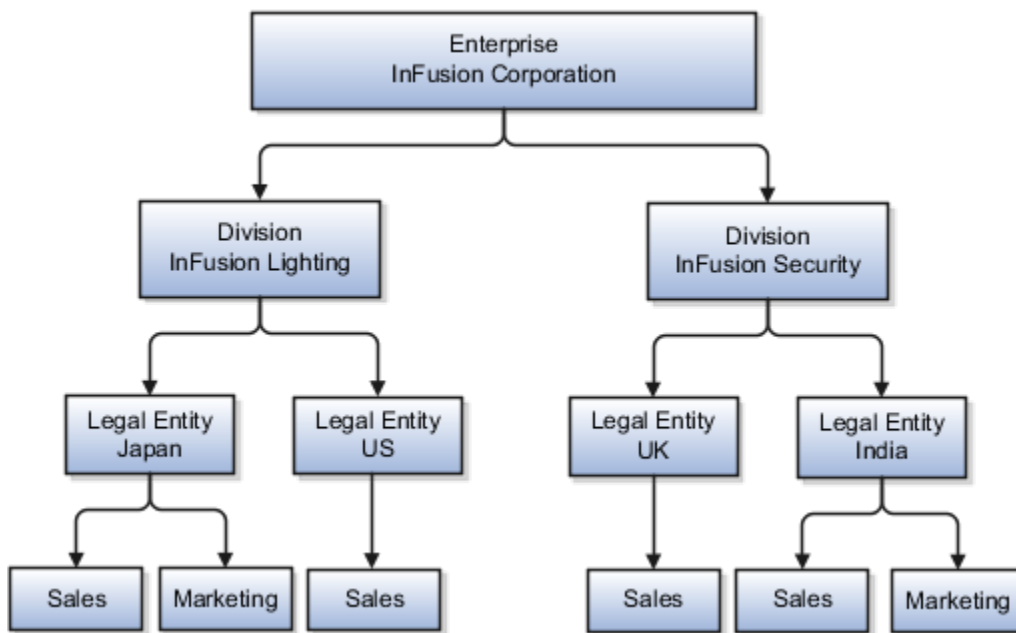 Enterprise
InFusion Corporation
Division
InFusion Lighting
Division
InFusion Security
Legal Entity
Japan
Legal Entity
US
Legal Entity
UK
Legal Entity
India
Sales
Marketing
Sales
Sales
Sales
Marketing